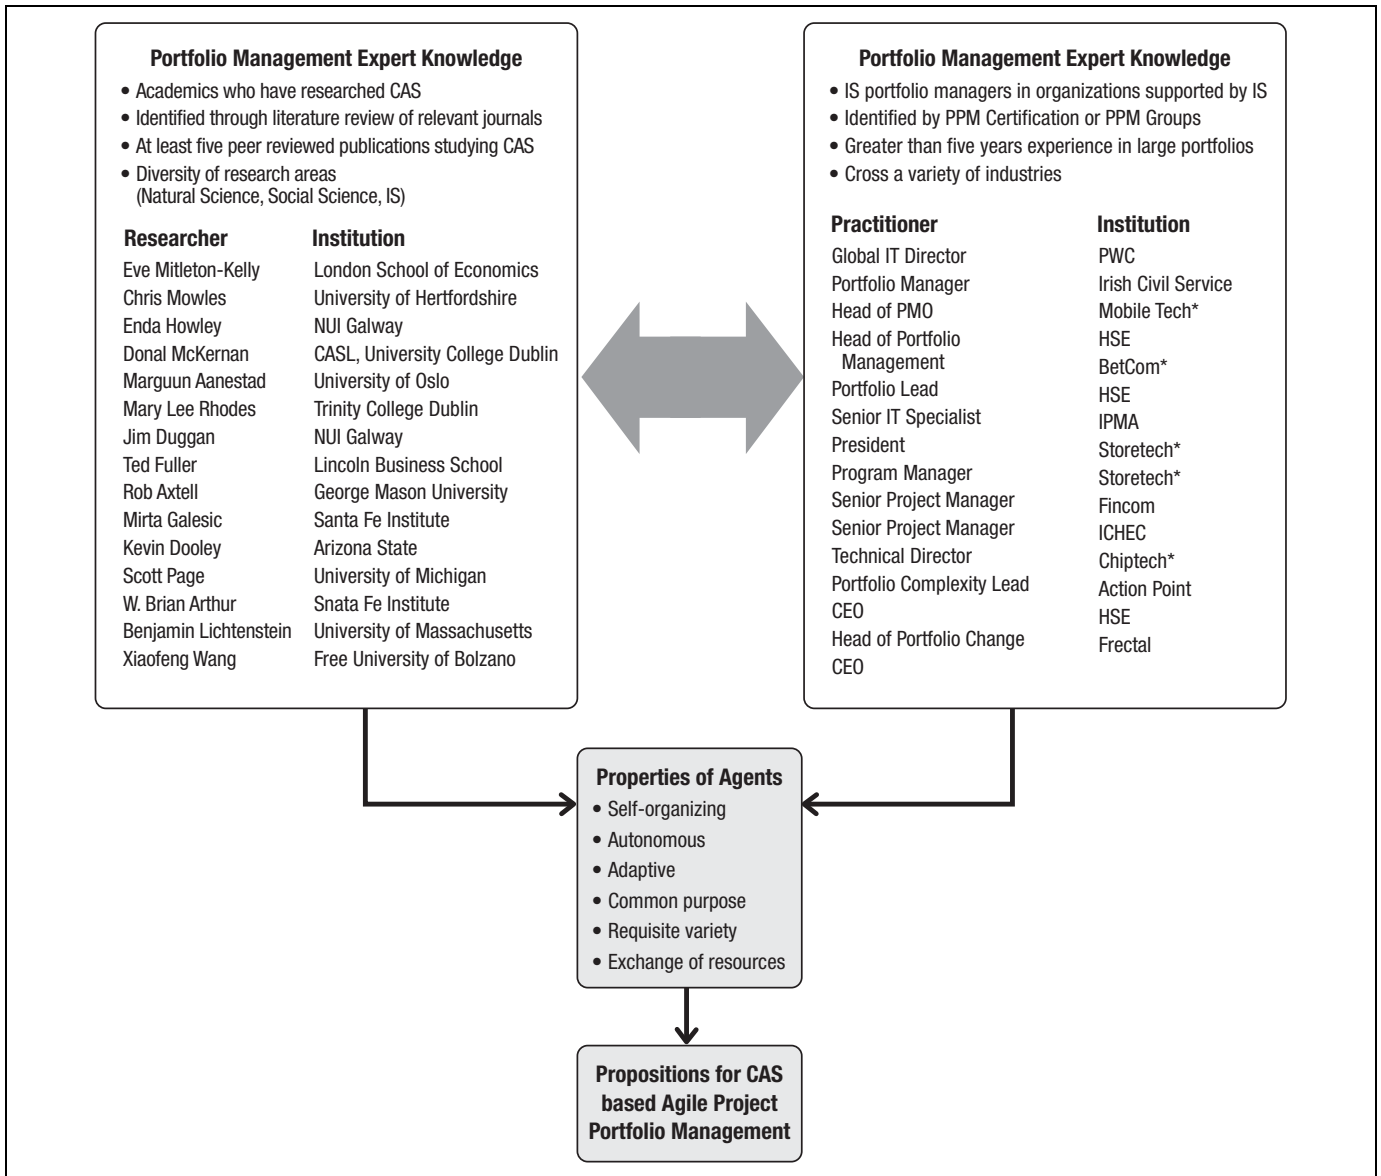 Portfolio Management Expert Knowledge
• Academics who have researched CAS
• Identified through literature review of relevant journals
• At least five peer reviewed publications studying CAS
• Diversity of research areas
(Natural Science, Social Science, IS)
Researcher Institution
Eve Mitleton-Kelly London School of Economics
Chris Mowles University of Hertfordshire
Enda Howley NUI Galway
Donal McKernan CASL, University College Dublin
Marguun Aanestad University of Oslo
Mary Lee Rhodes Trinity College Dublin
Jim Duggan NUI Galway
Ted Fuller Lincoln Business School
Rob Axtell George Mason University
Mirta Galesic Santa Fe Institute
Kevin Dooley Arizona State
Scott Page University of Michigan
W. Brian Arthur Snata Fe Institute
Benjamin Lichtenstein University of Massachusetts
Xiaofeng Wang Free University of Bolzano
Portfolio Management Expert Knowledge
• IS portfolio managers in organizations supported by IS
• Identified by PPM Certification or PPM Groups
• Greater than five years experience in large portfolios
• Cross a variety of industries
Practitioner Institution
Global IT Director PWC
Portfolio Manager Irish Civil Service
Head of PMO Mobile Tech*
Head of Portfolio HSE
Management BetCom*
Portfolio Lead HSE
Senior IT Specialist IPMA
President Storetech*
Program Manager Storetech*
Senior Project Manager Fincom
Senior Project Manager ICHEC
Technical Director Chiptech*
Portfolio Complexity Lead Action Point
CEO HSE
Head of Portfolio Change Frectal
CEO
Properties of Agents
• Self-organizing
• Autonomous
• Adaptive
• Common purpose
• Requisite variety
• Exchange of resources
Propositions for CAS
based Agile Project
Portfolio Management